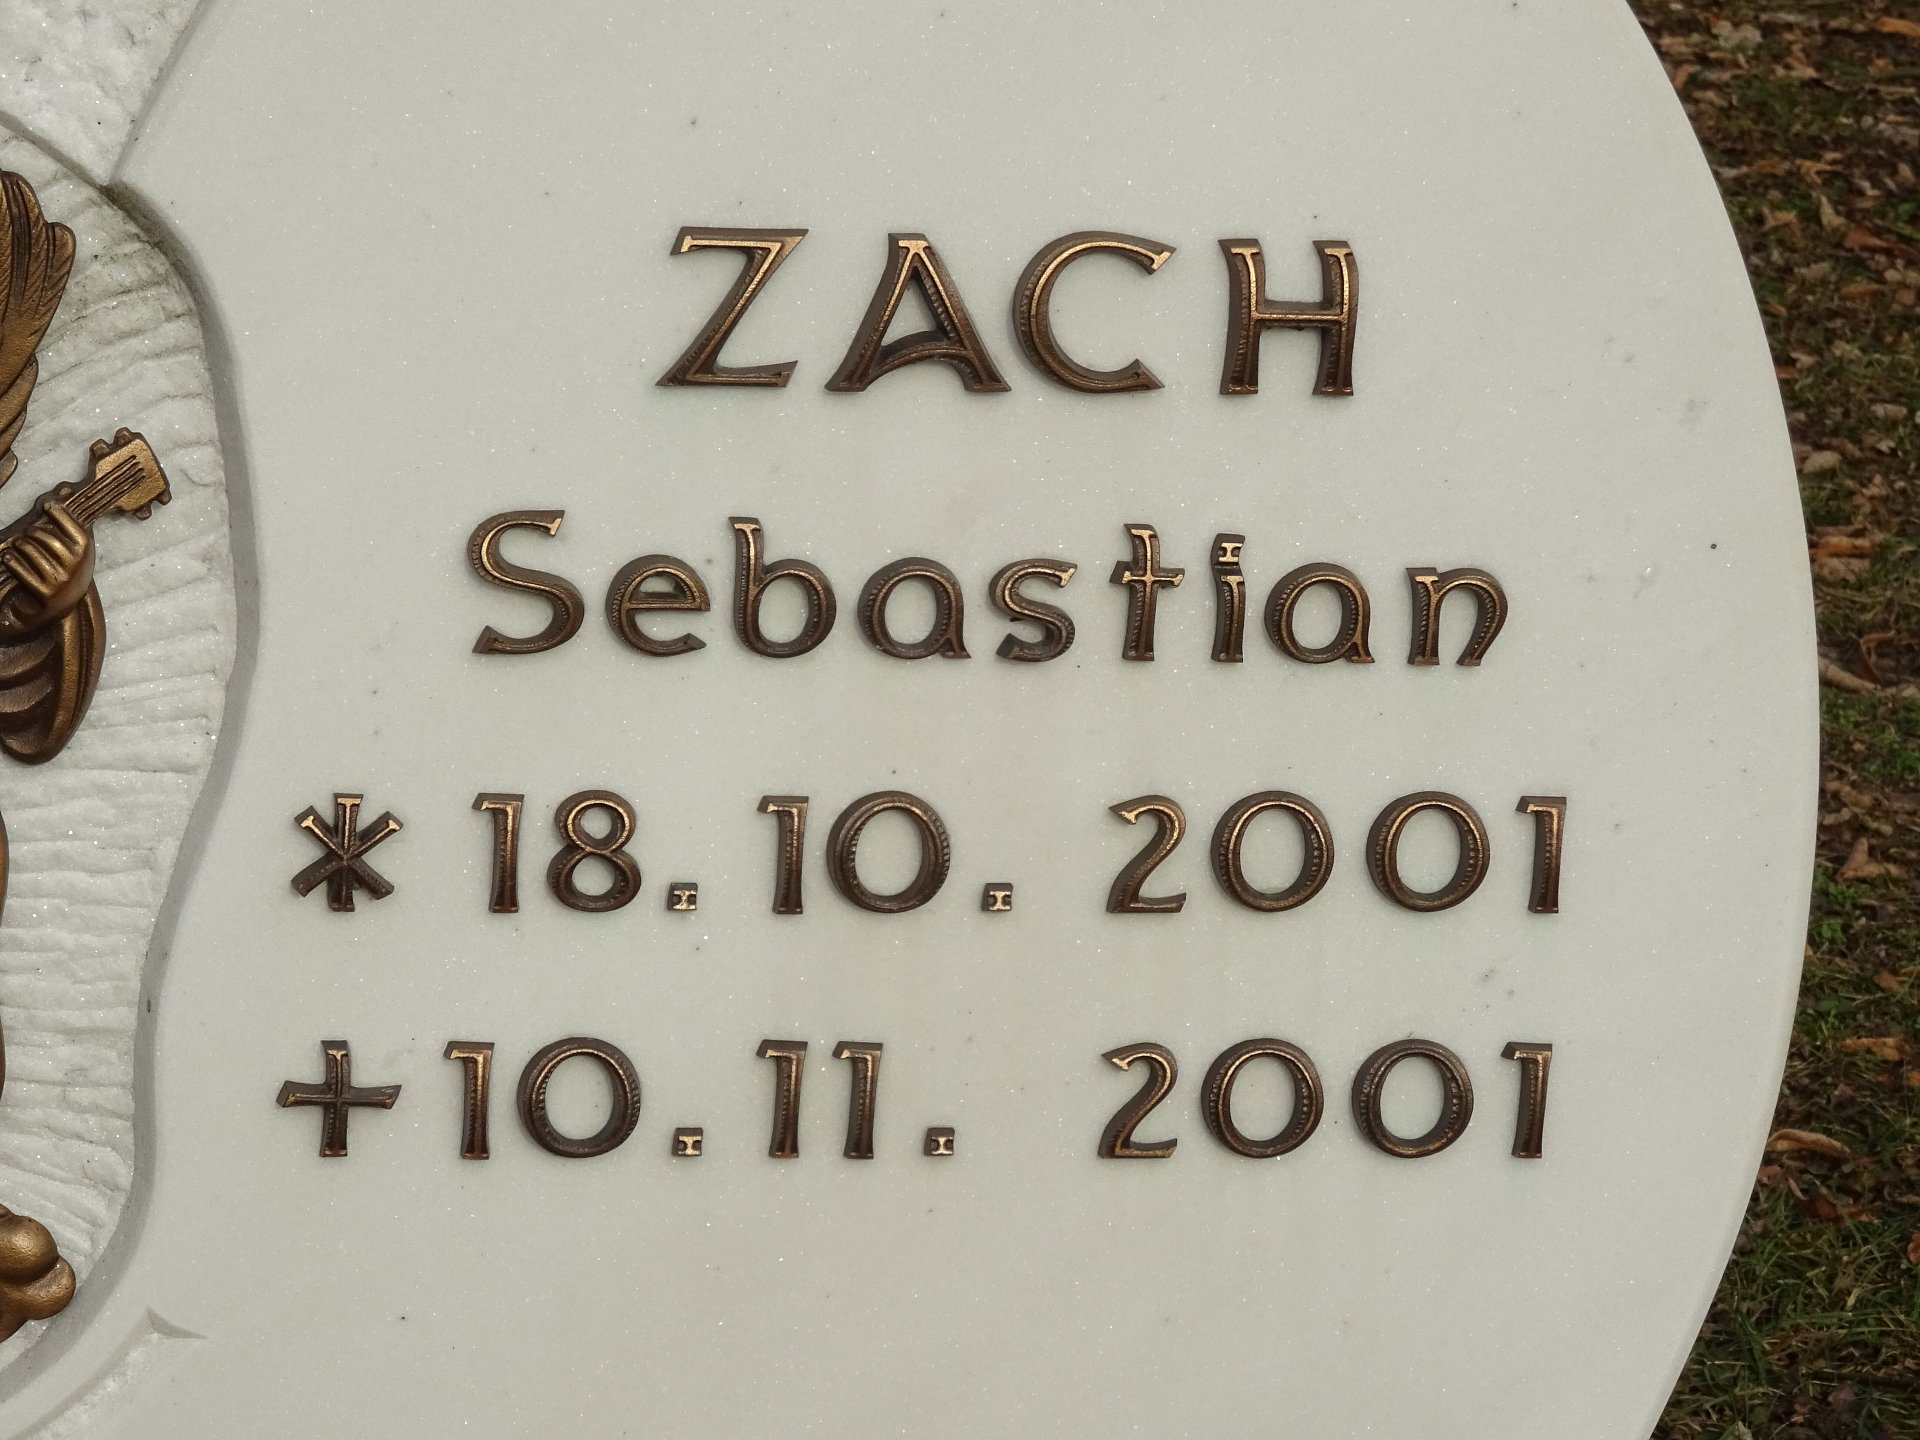 ZACH
Sebastian
* 18. 10. 2001
+ 10. 11. 2001